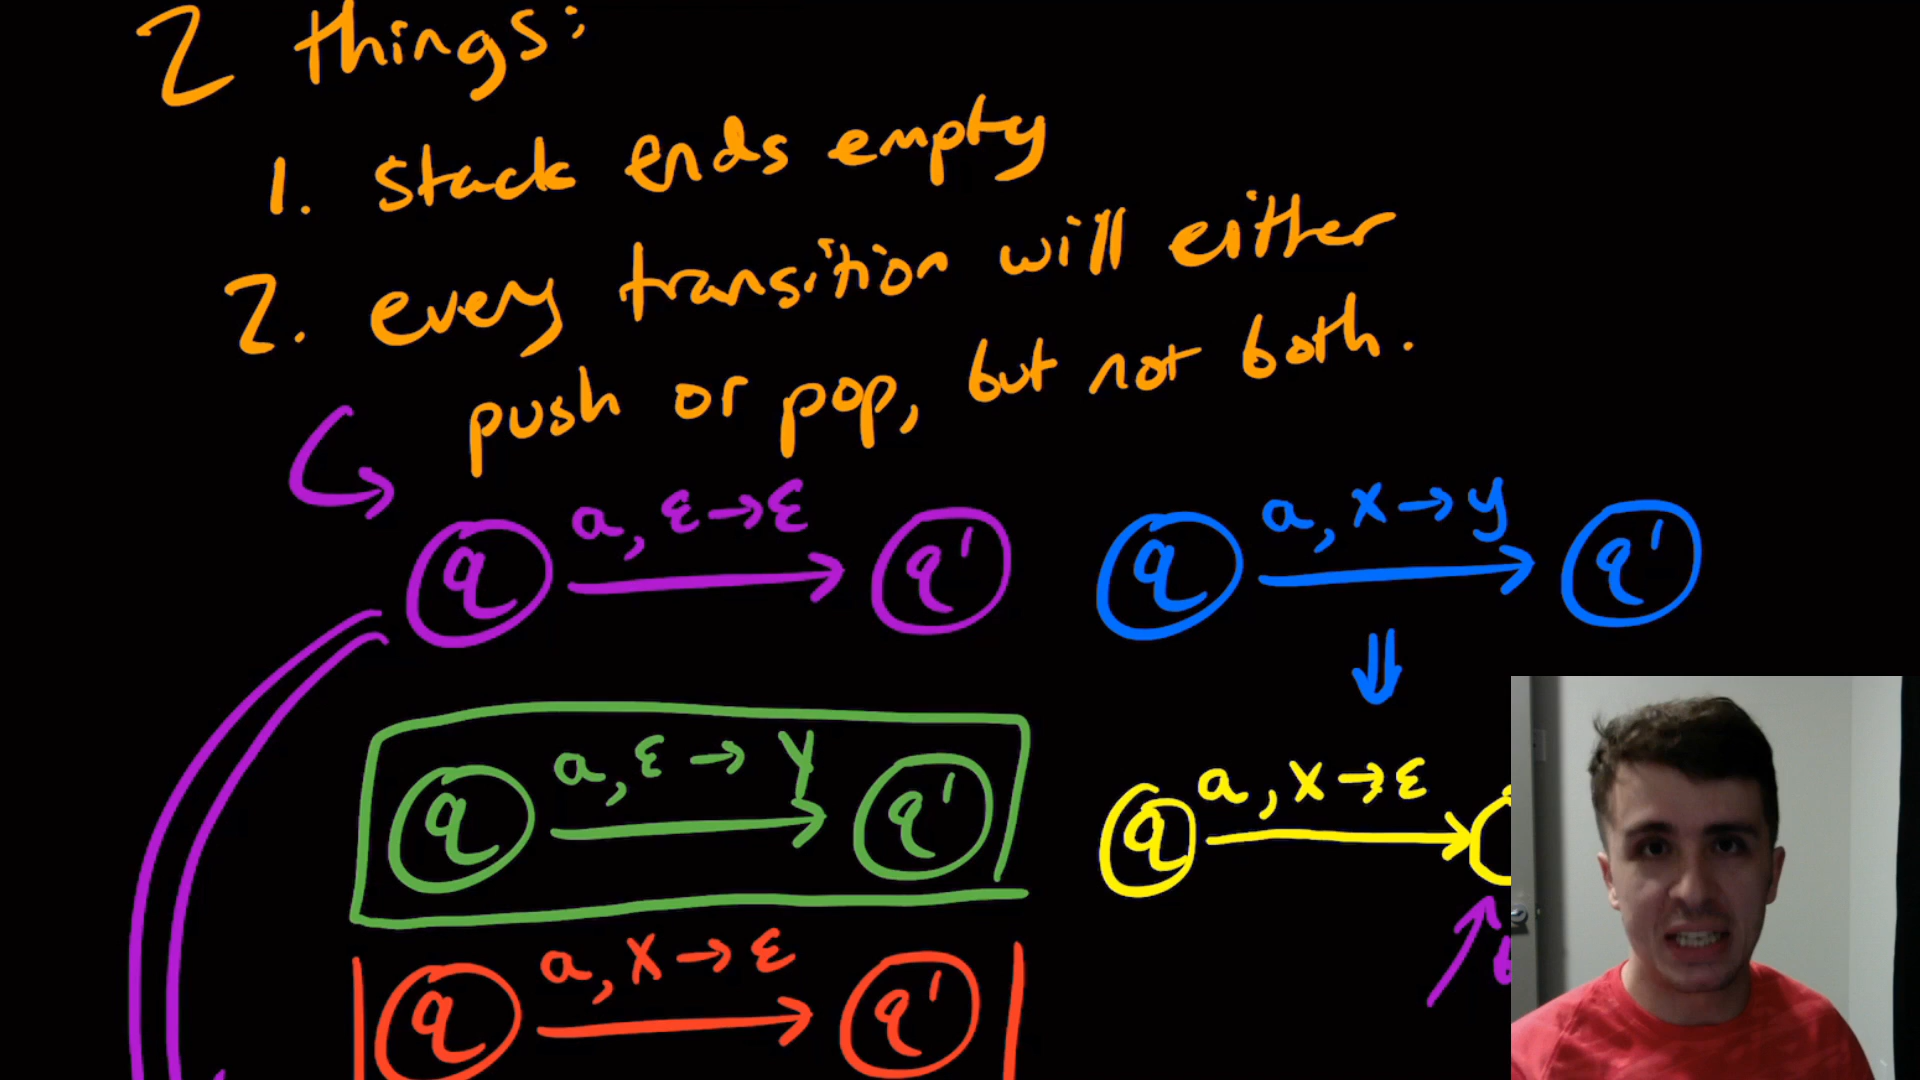 2 things:
1. stack ends empty
2. every transition will either
push or pop, but not both.
q a, ε→ε q'
q a, x→y q'
⇓
q a, ε→y q'
q a, x→ε
q a, x→ε q'